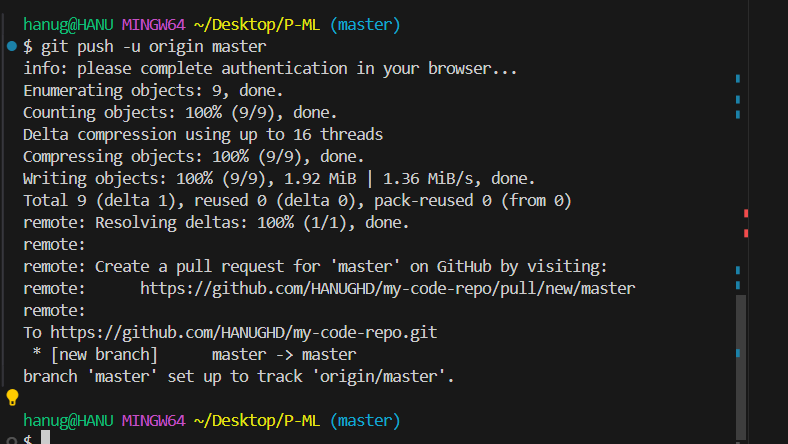 hanug@HANU MINGW64 ~/Desktop/P-ML (master)
$ git push -u origin master
info: please complete authentication in your browser...
Enumerating objects: 9, done.
Counting objects: 100% (9/9), done.
Delta compression using up to 16 threads
Compressing objects: 100% (9/9), done.
Writing objects: 100% (9/9), 1.92 MiB | 1.36 MiB/s, done.
Total 9 (delta 1), reused 0 (delta 0), pack-reused 0 (from 0)
remote: Resolving deltas: 100% (1/1), done.
remote:
remote: Create a pull request for 'master' on GitHub by visiting:
remote:      https://github.com/HANUGHD/my-code-repo/pull/new/master
remote:
To https://github.com/HANUGHD/my-code-repo.git
 * [new branch]      master -> master
branch 'master' set up to track 'origin/master'.
hanug@HANU MINGW64 ~/Desktop/P-ML (master)
$